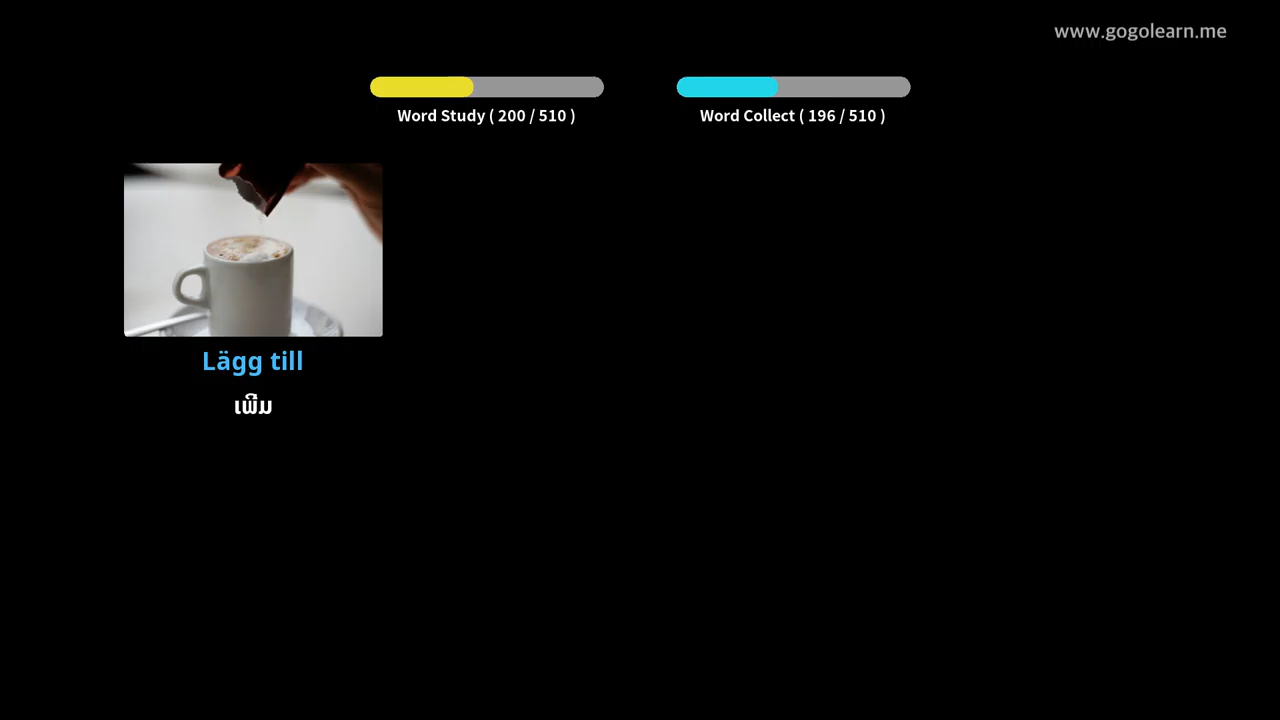 www.gogolearn.me
Word Study ( 200 / 510 )
Word Collect ( 196 / 510 )
Lägg till
ເພີ່ມ